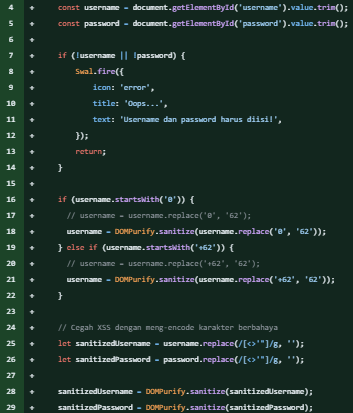 4 + const username = document.getElementById('username').value.trim();
5 + const password = document.getElementById('password').value.trim();
6 +
7 + if (!username || !password) {
8 + Swal.fire({
9 + icon: 'error',
10 + title: 'Oops...',
11 + text: 'Username dan password harus diisi!',
12 + });
13 + return;
14 + }
15 +
16 + if (username.startsWith('0')) {
17 + // username = username.replace('0', '62');
18 + username = DOMPurify.sanitize(username.replace('0', '62'));
19 + } else if (username.startsWith('+62')) {
20 + // username = username.replace('+62', '62');
21 + username = DOMPurify.sanitize(username.replace('+62', '62'));
22 + }
23 +
24 + // Cegah XSS dengan meng-encode karakter berbahaya
25 + let sanitizedUsername = username.replace(/[<>'"]/g, '');
26 + let sanitizedPassword = password.replace(/[<>'"]/g, '');
27 +
28 + sanitizedUsername = DOMPurify.sanitize(sanitizedUsername);
29 + sanitizedPassword = DOMPurify.sanitize(sanitizedPassword);